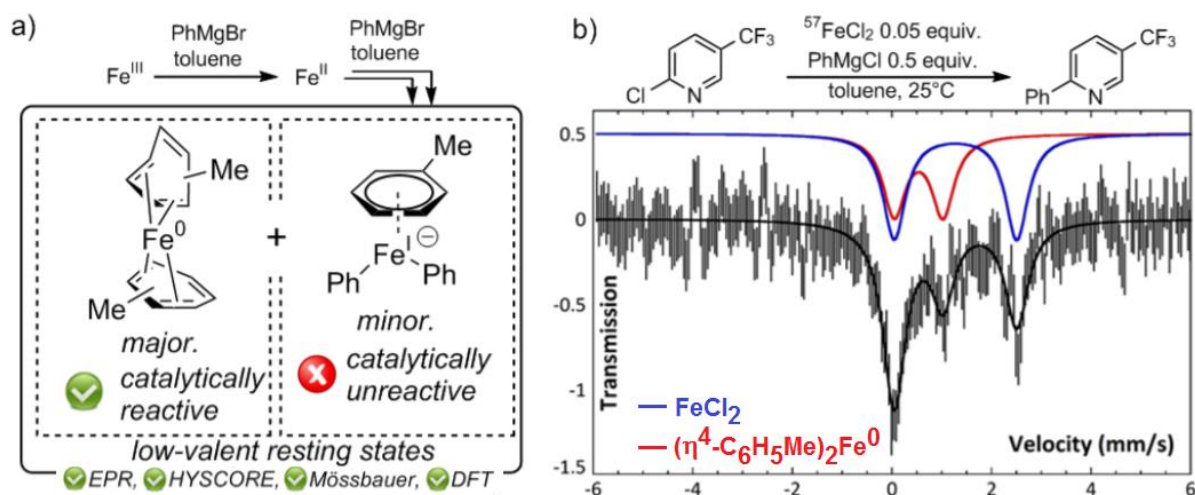 a)
PhMgBr
toluene
Fe^III
Fe^II
PhMgBr
toluene
Me
Fe^0
Me
major.
catalytically
reactive
+
Me
Fe^I ⊖
Ph
Ph
minor.
catalytically
unreactive
low-valent resting states
EPR, HYSCORE, Mössbauer, DFT
b)
CF3
Cl
N
^57FeCl2 0.05 equiv.
PhMgCl 0.5 equiv.
toluene, 25°C
CF3
Ph
N
0.5
0
-0.5
-1
-1.5
Transmission
FeCl2
(η^4-C6H5Me)2Fe^0
Velocity (mm/s)
-6 -4 -2 0 2 4 6